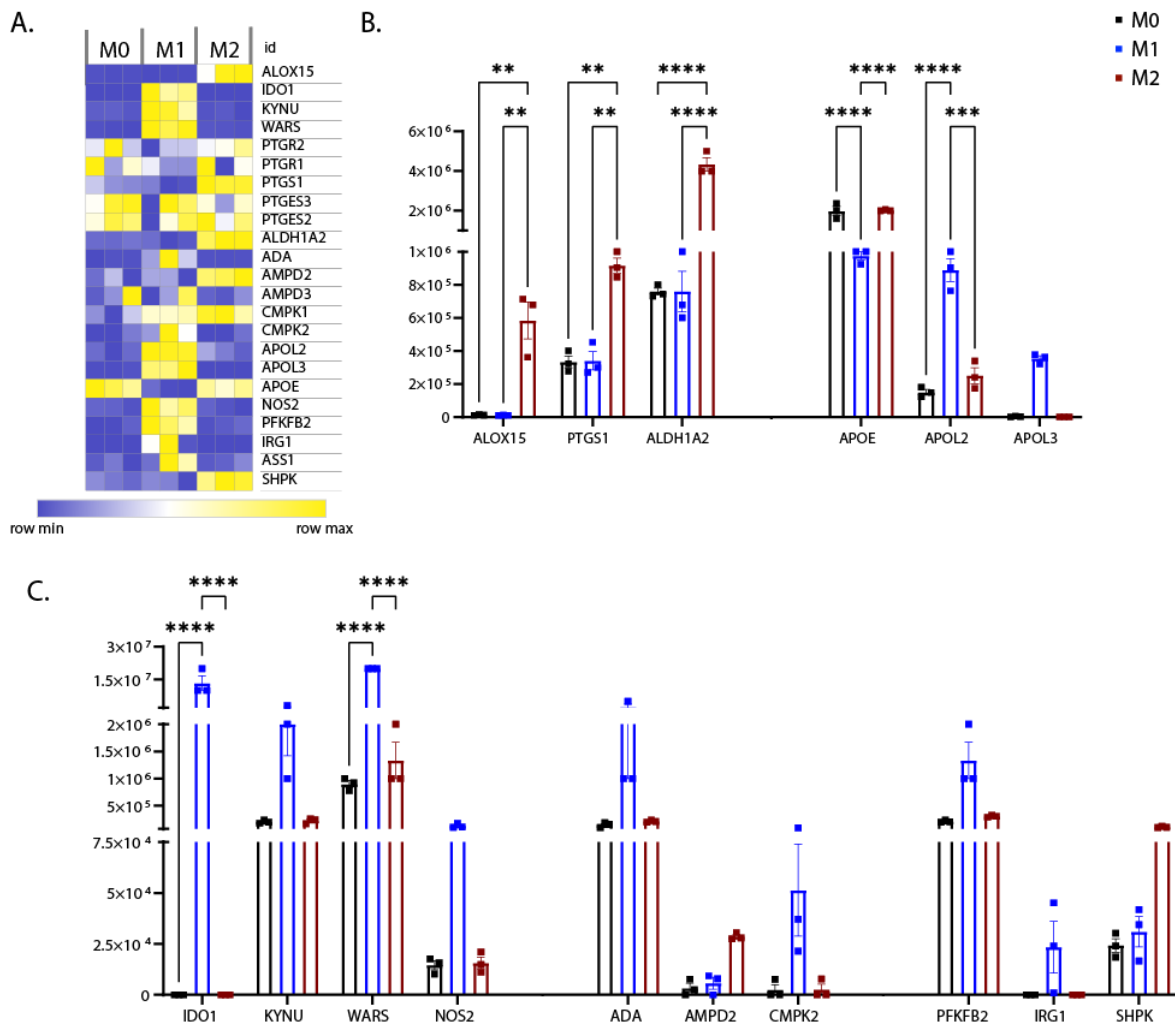 A.
M0 M1 M2 id
ALOX15
IDO1
KYNU
WARS
PTGR2
PTGR1
PTGS1
PTGES3
PTGES2
ALDH1A2
ADA
AMPD2
AMPD3
CMPK1
CMPK2
APOL2
APOL3
APOE
NOS2
PFKFB2
IRG1
ASS1
SHPK
row min row max
B.
M0
M1
M2
** ** **** **** ****
** ** **** **** ***
6×10⁶
4×10⁶
2×10⁶
1×10⁶
8×10⁵
6×10⁵
4×10⁵
2×10⁵
0
ALOX15 PTGS1 ALDH1A2 APOE APOL2 APOL3
C.
**** ****
**** ****
3×10⁷
1.5×10⁷
2×10⁶
1.5×10⁶
1×10⁶
5×10⁵
7.5×10⁴
5×10⁴
2.5×10⁴
0
IDO1 KYNU WARS NOS2 ADA AMPD2 CMPK2 PFKFB2 IRG1 SHPK